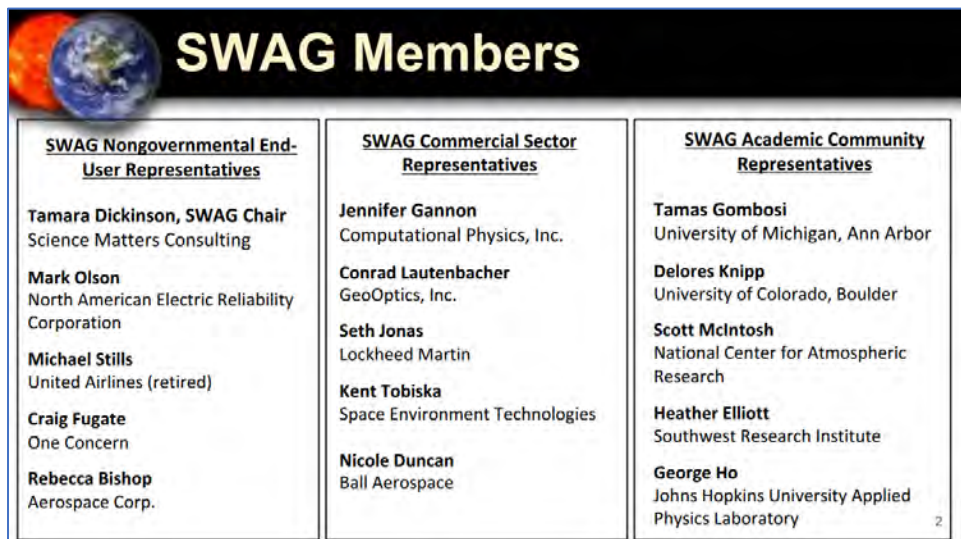 SWAG Members
SWAG Nongovernmental End-
User Representatives
Tamara Dickinson, SWAG Chair
Science Matters Consulting
Mark Olson
North American Electric Reliability
Corporation
Michael Stills
United Airlines (retired)
Craig Fugate
One Concern
Rebecca Bishop
Aerospace Corp.
SWAG Commercial Sector
Representatives
Jennifer Gannon
Computational Physics, Inc.
Conrad Lautenbacher
GeoOptics, Inc.
Seth Jonas
Lockheed Martin
Kent Tobiska
Space Environment Technologies
Nicole Duncan
Ball Aerospace
SWAG Academic Community
Representatives
Tamas Gombosi
University of Michigan, Ann Arbor
Delores Knipp
University of Colorado, Boulder
Scott McIntosh
National Center for Atmospheric
Research
Heather Elliott
Southwest Research Institute
George Ho
Johns Hopkins University Applied
Physics Laboratory
2